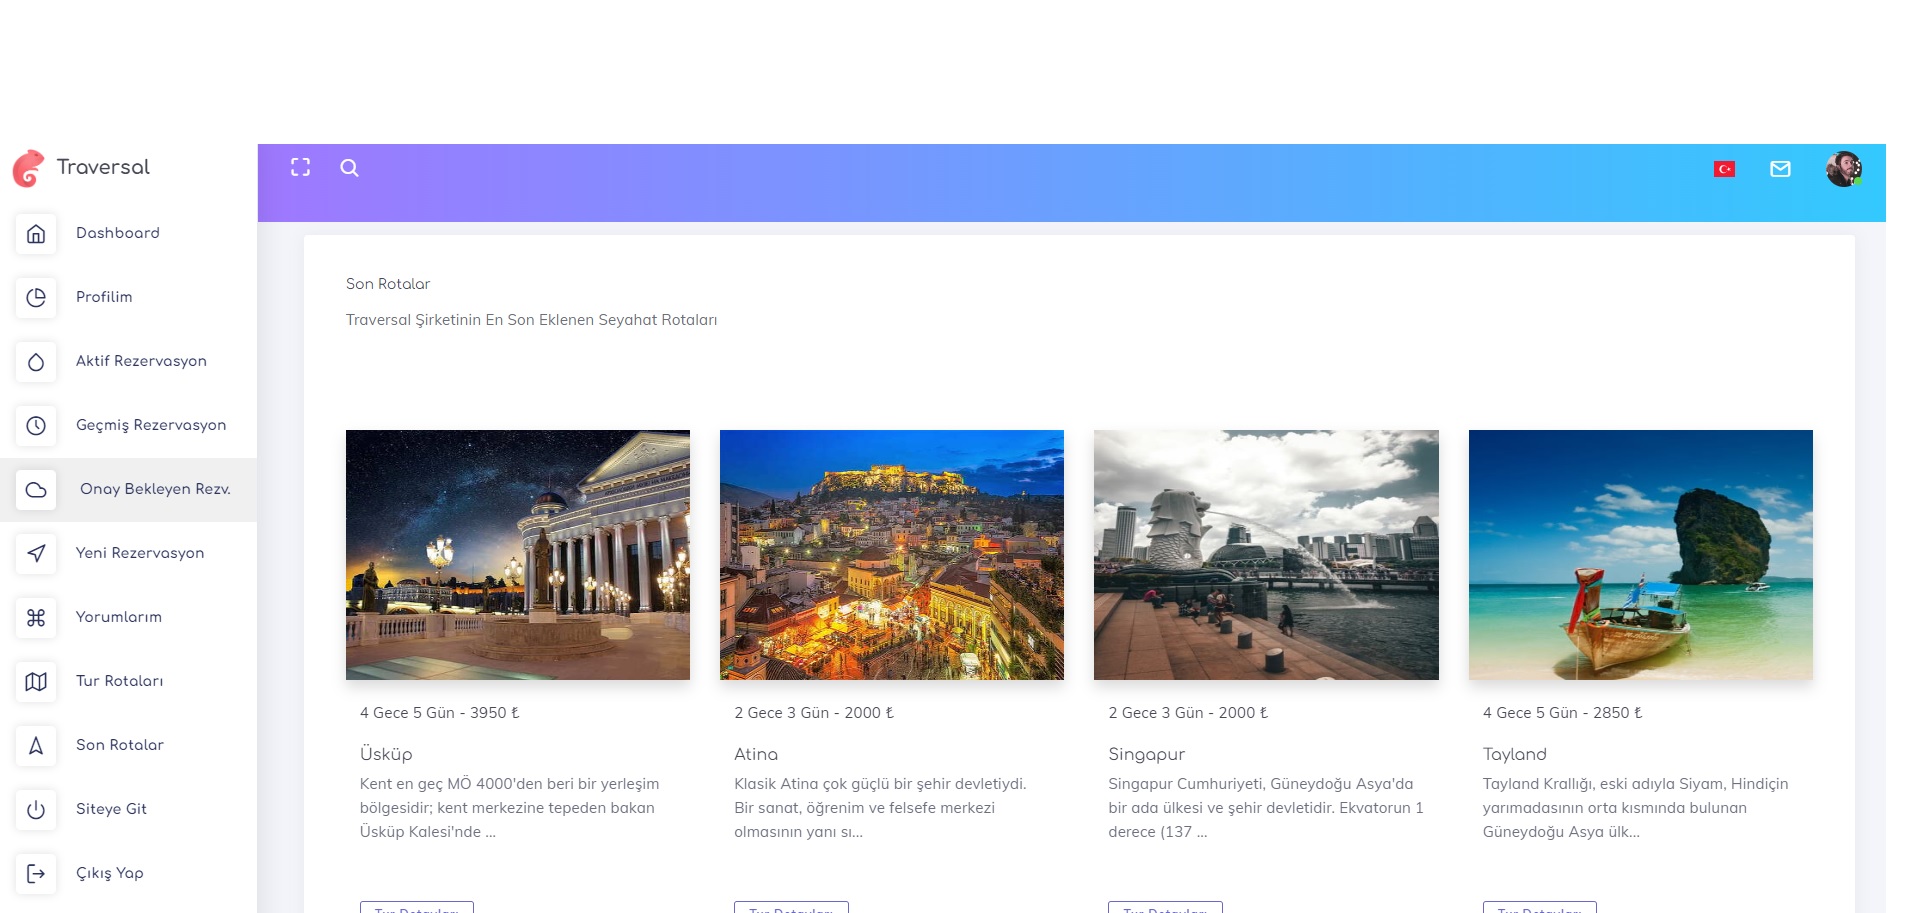 Traversal
Dashboard
Profilim
Aktif Rezervasyon
Geçmiş Rezervasyon
Onay Bekleyen Rezv.
Yeni Rezervasyon
Yorumlarım
Tur Rotaları
Son Rotalar
Siteye Git
Çıkış Yap
Son Rotalar
Traversal Şirketinin En Son Eklenen Seyahat Rotaları
4 Gece 5 Gün - 3950 ₺
Üsküp
Kent en geç MÖ 4000'den beri bir yerleşim
bölgesidir; kent merkezine tepeden bakan
Üsküp Kalesi'nde ...
2 Gece 3 Gün - 2000 ₺
Atina
Klasik Atina çok güçlü bir şehir devletiydi.
Bir sanat, öğrenim ve felsefe merkezi
olmasının yanı sı...
2 Gece 3 Gün - 2000 ₺
Singapur
Singapur Cumhuriyeti, Güneydoğu Asya'da
bir ada ülkesi ve şehir devletidir. Ekvatorun 1
derece (137 ...
4 Gece 5 Gün - 2850 ₺
Tayland
Tayland Krallığı, eski adıyla Siyam, Hindiçin
yarımadasının orta kısmında bulunan
Güneydoğu Asya ülk...